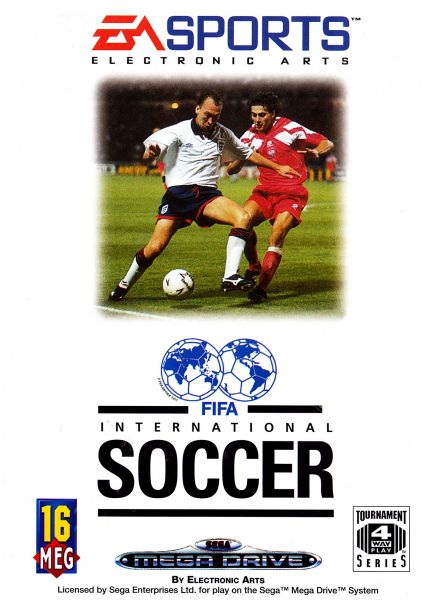 EA SPORTS™
ELECTRONIC ARTS
FIFA
INTERNATIONAL
SOCCER
16
MEG
SEGA
MEGA DRIVE
TOURNAMENT
4
WAY
PLAY
SERIES
BY ELECTRONIC ARTS
Licensed by Sega Enterprises Ltd. for play on the Sega™ Mega Drive™ System